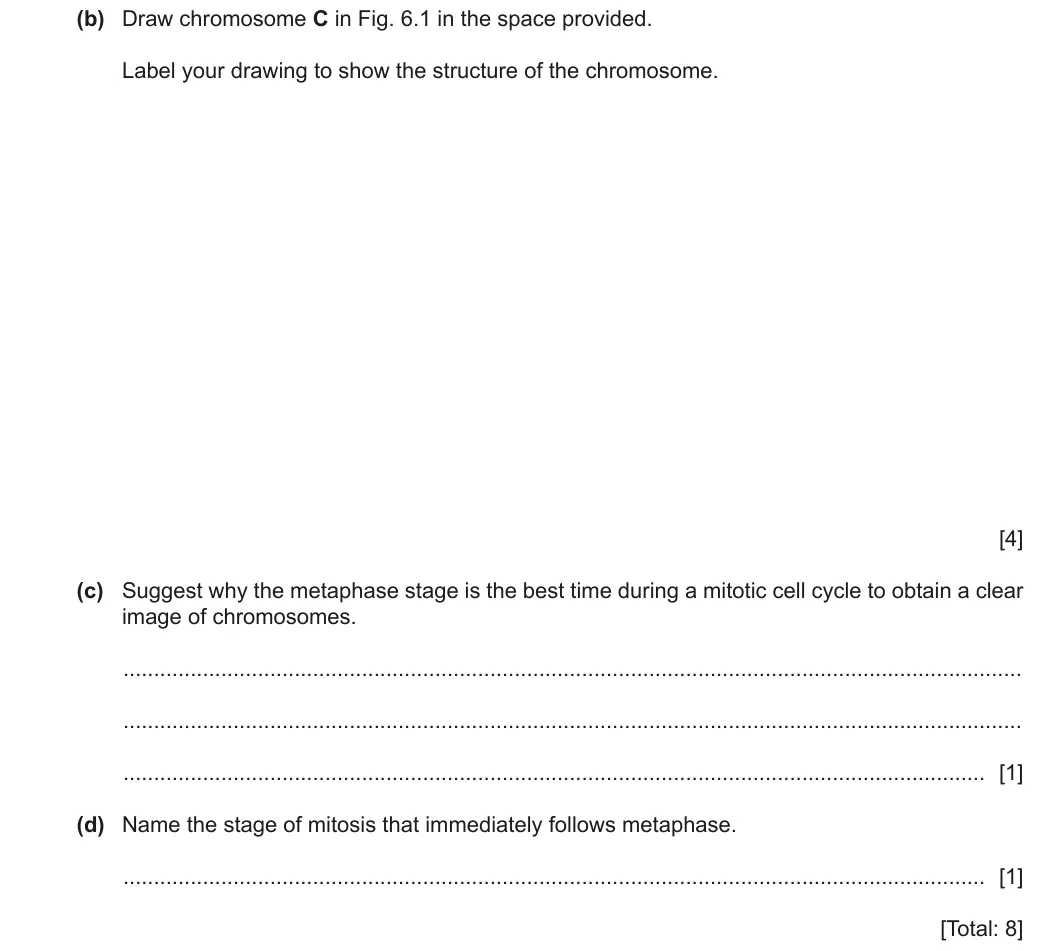 (b) Draw chromosome C in Fig. 6.1 in the space provided.
Label your drawing to show the structure of the chromosome.
[4]
(c) Suggest why the metaphase stage is the best time during a mitotic cell cycle to obtain a clear
image of chromosomes.
[1]
(d) Name the stage of mitosis that immediately follows metaphase.
[1]
[Total: 8]